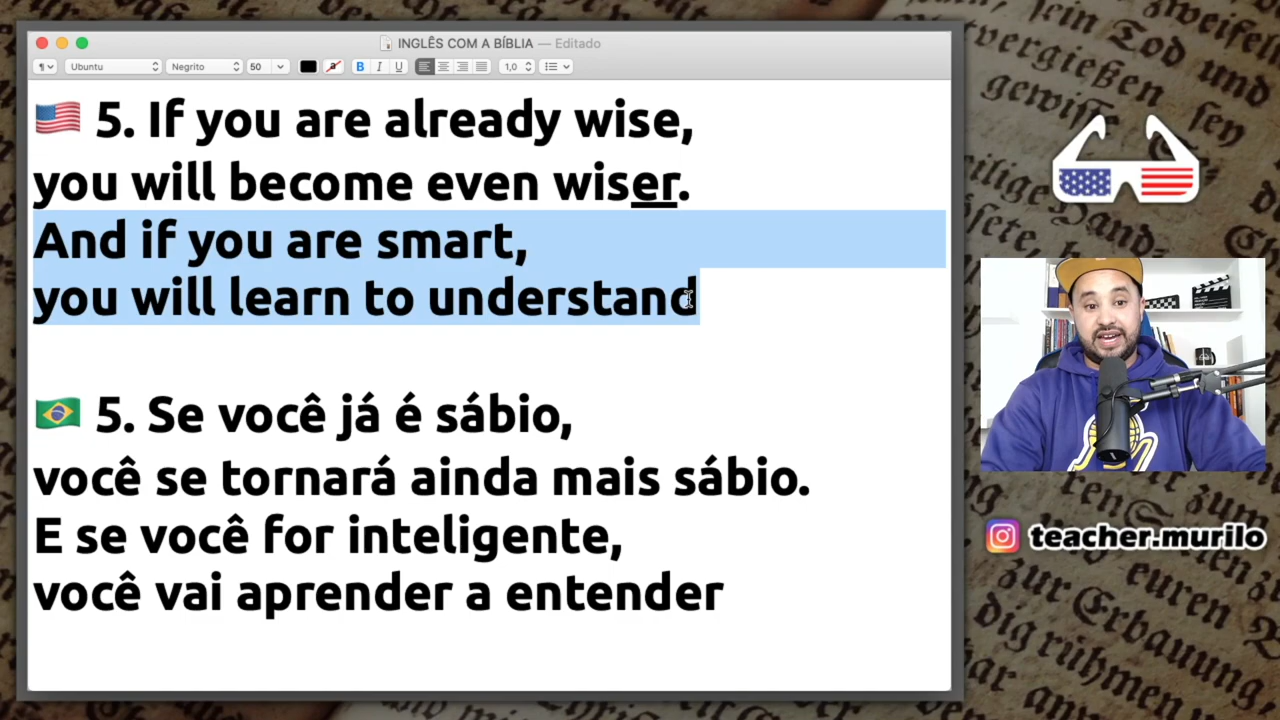 INGLÊS COM A BÍBLIA — Editado
Ubuntu Negrito 50 B I U 1,0
5. If you are already wise,
you will become even wiser.
And if you are smart,
you will learn to understand
5. Se você já é sábio,
você se tornará ainda mais sábio.
E se você for inteligente,
você vai aprender a entender
teacher.murilo